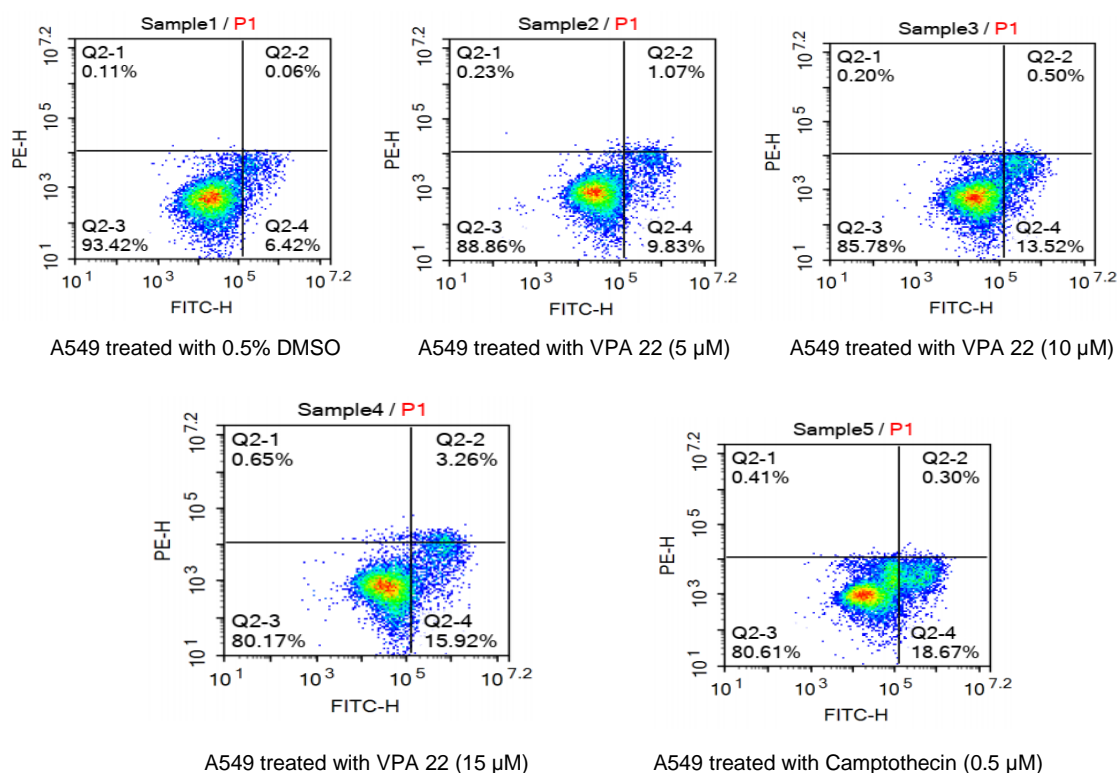 Sample1 / P1
Q2-1 Q2-2
0.11% 0.06%
Q2-3 Q2-4
93.42% 6.42%
PE-H
10 1 10 3 10 5 10 7.2
10 1 10 3 10 5 10 7.2
FITC-H
A549 treated with 0.5% DMSO
Sample2 / P1
Q2-1 Q2-2
0.23% 1.07%
Q2-3 Q2-4
88.86% 9.83%
PE-H
10 1 10 3 10 5 10 7.2
10 1 10 3 10 5 10 7.2
FITC-H
A549 treated with VPA 22 (5 µM)
Sample3 / P1
Q2-1 Q2-2
0.20% 0.50%
Q2-3 Q2-4
85.78% 13.52%
PE-H
10 1 10 3 10 5 10 7.2
10 1 10 3 10 5 10 7.2
FITC-H
A549 treated with VPA 22 (10 µM)
Sample4 / P1
Q2-1 Q2-2
0.65% 3.26%
Q2-3 Q2-4
80.17% 15.92%
PE-H
10 1 10 3 10 5 10 7.2
10 1 10 3 10 5 10 7.2
FITC-H
A549 treated with VPA 22 (15 µM)
Sample5 / P1
Q2-1 Q2-2
0.41% 0.30%
Q2-3 Q2-4
80.61% 18.67%
PE-H
10 1 10 3 10 5 10 7.2
10 1 10 3 10 5 10 7.2
FITC-H
A549 treated with Camptothecin (0.5 µM)